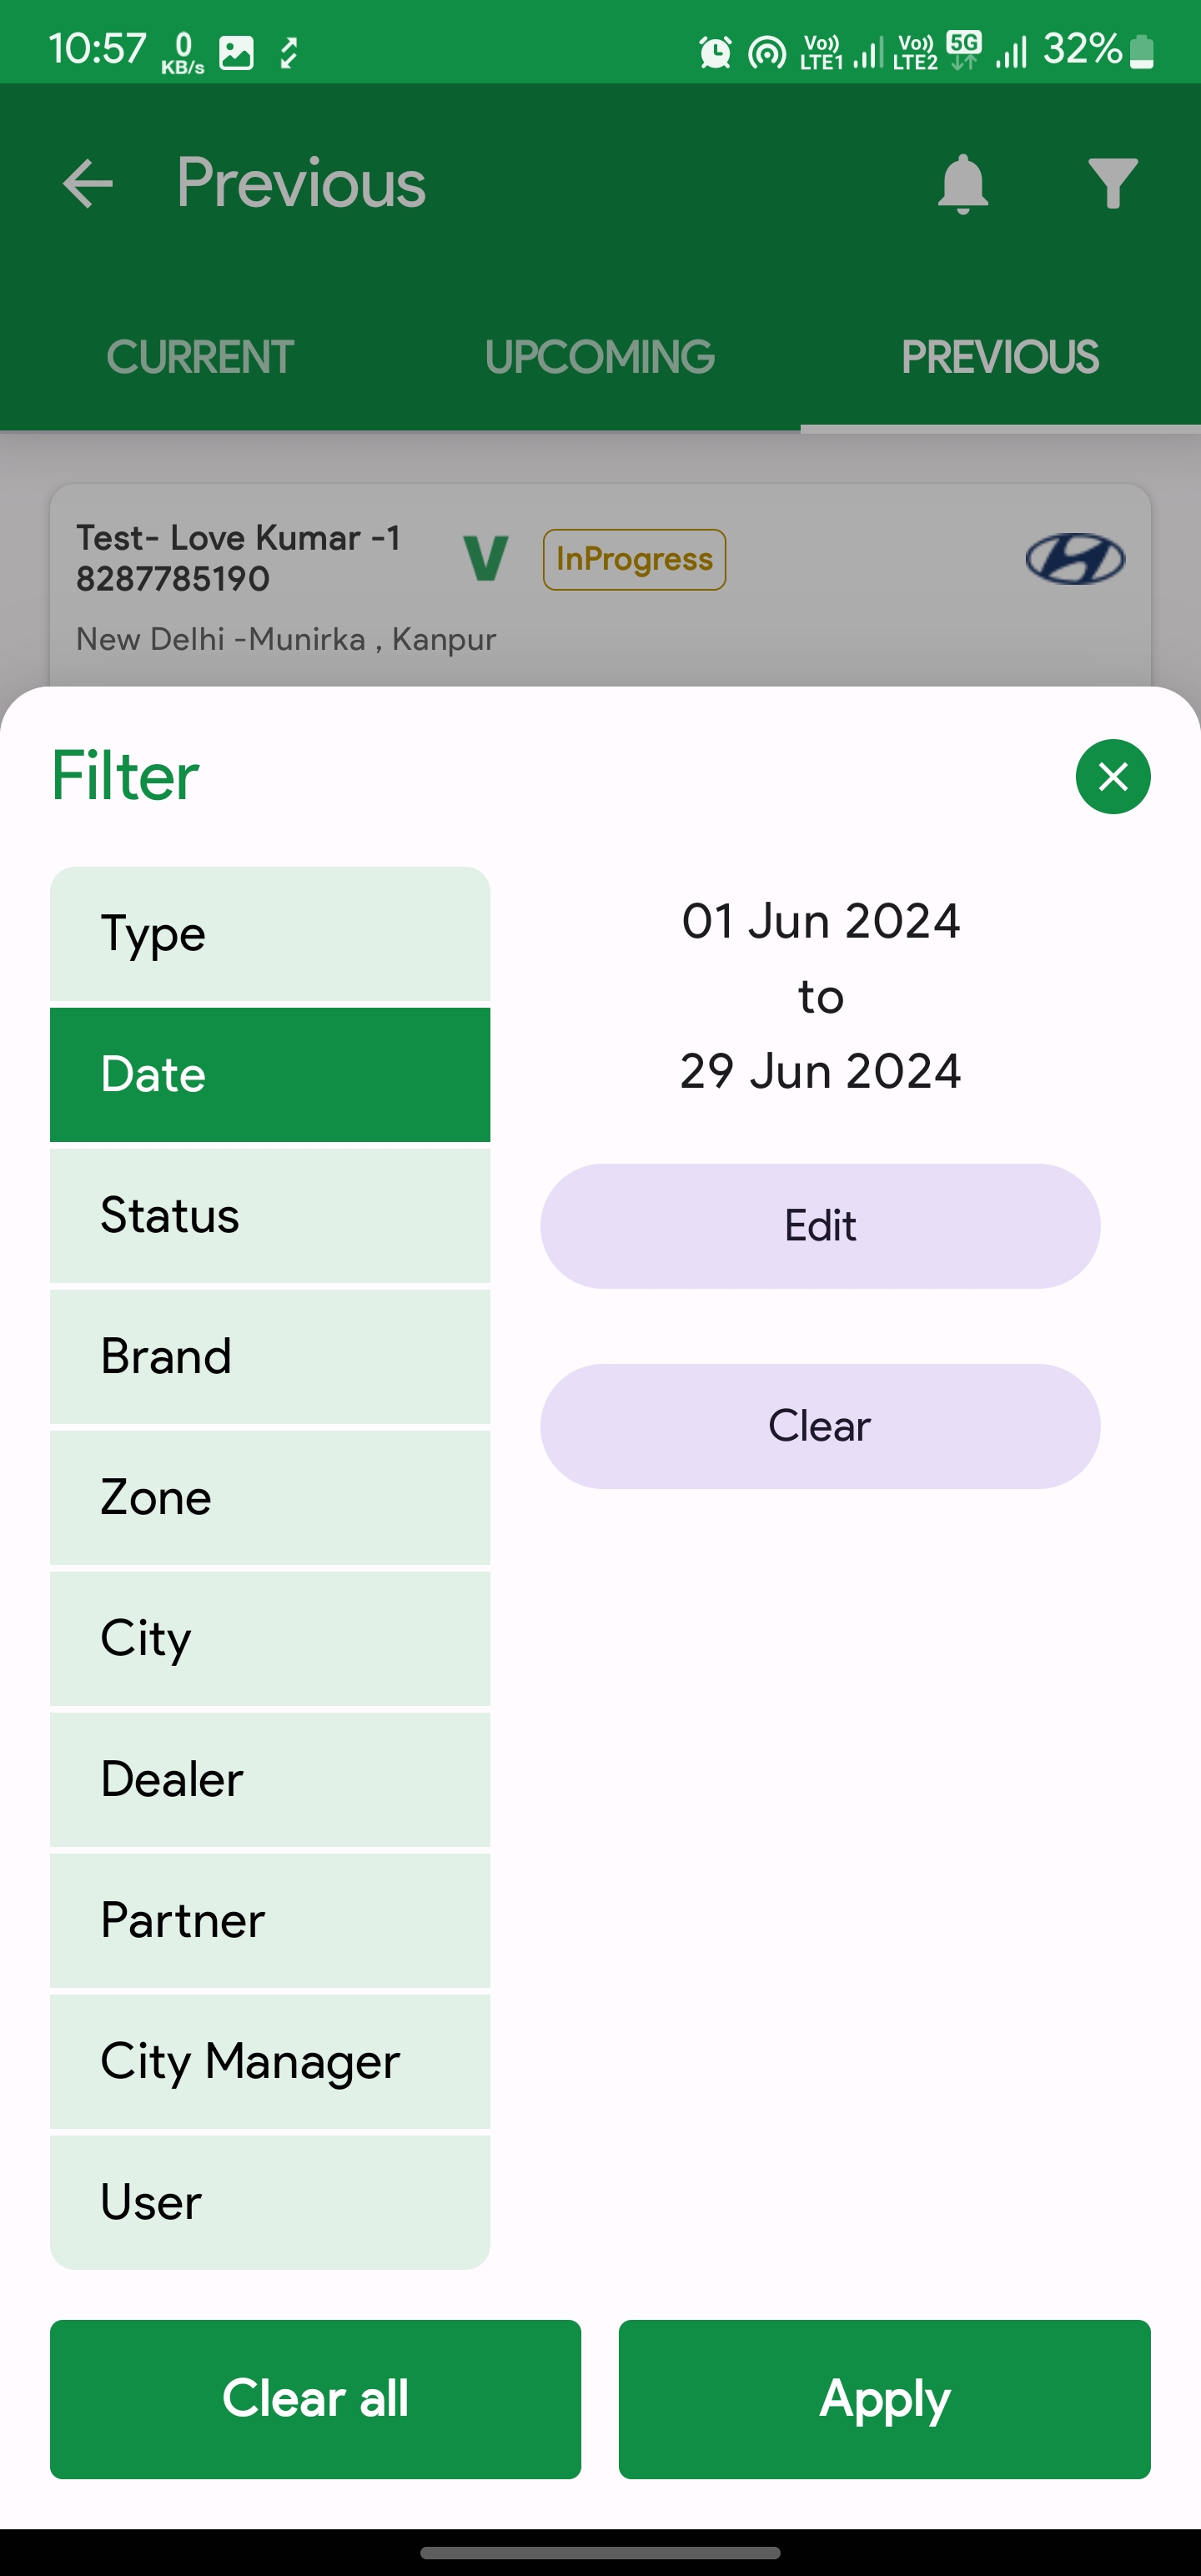 10:57 0 KB/s Vo)) LTE1 Vo)) LTE2 5G 32%
Previous
CURRENT UPCOMING PREVIOUS
Test- Love Kumar -1
8287785190
V InProgress
New Delhi -Munirka , Kanpur
Filter
Type
Date
Status
Brand
Zone
City
Dealer
Partner
City Manager
User
01 Jun 2024
to
29 Jun 2024
Edit
Clear
Clear all
Apply